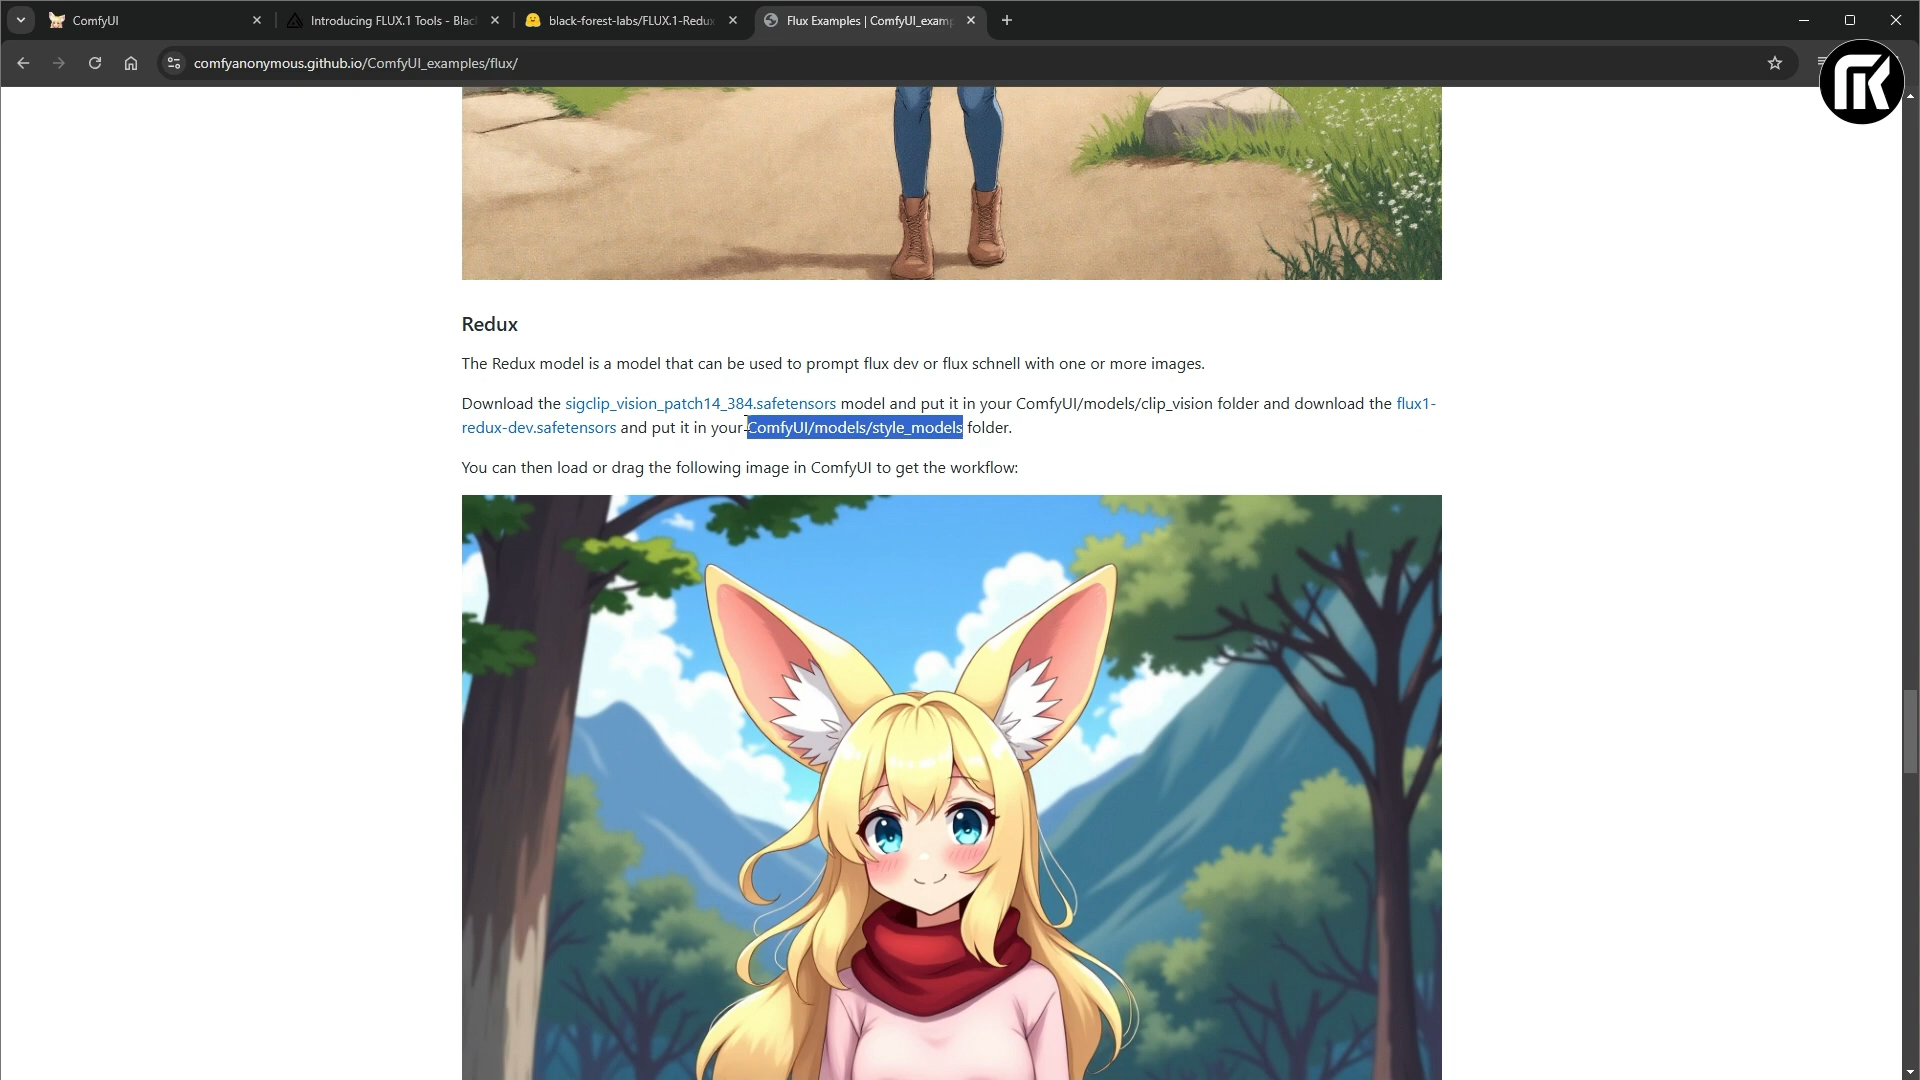 ComfyUI
Introducing FLUX.1 Tools - Blac
black-forest-labs/FLUX.1-Redux
Flux Examples | ComfyUI_examp
comfyanonymous.github.io/ComfyUI_examples/flux/
Redux
The Redux model is a model that can be used to prompt flux dev or flux schnell with one or more images.
Download the sigclip_vision_patch14_384.safetensors model and put it in your ComfyUI/models/clip_vision folder and download the flux1-
redux-dev.safetensors and put it in your ComfyUI/models/style_models folder.
You can then load or drag the following image in ComfyUI to get the workflow: